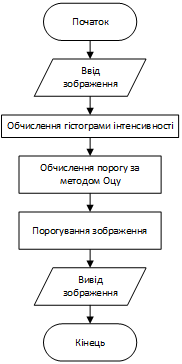 Початок
Ввід
зображення
Обчислення гістограми інтенсивності
Обчислення порогу за
методом Оцу
Порогування зображення
Вивід
зображення
Кінець